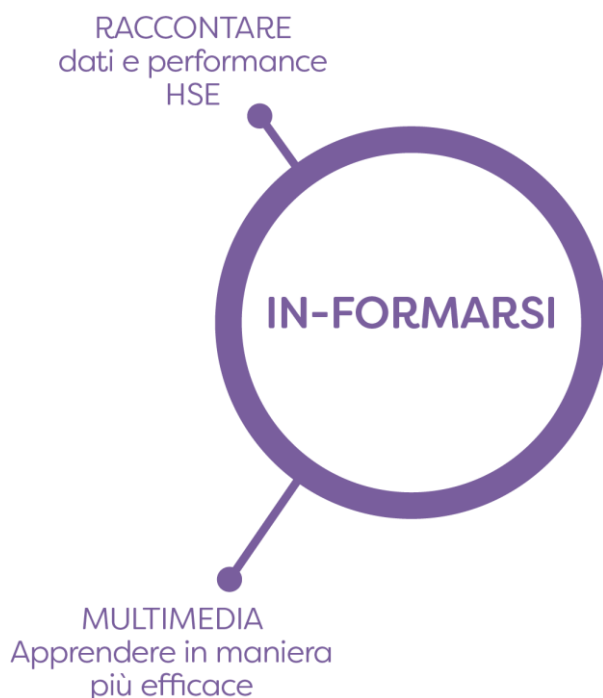 RACCONTARE
dati e performance
HSE
IN-FORMARSI
MULTIMEDIA
Apprendere in maniera
più efficace